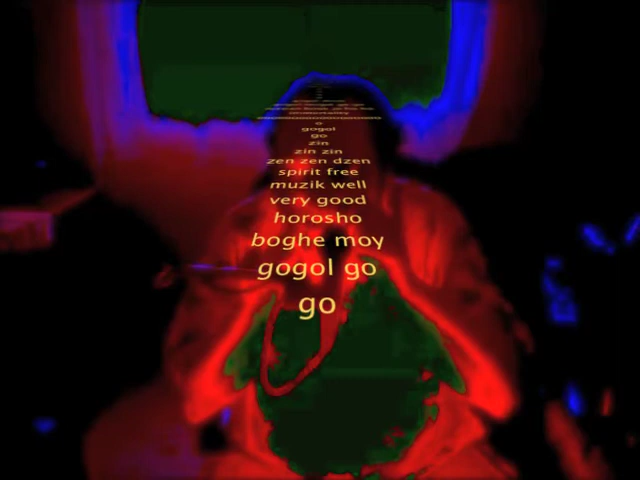 o
gogol
go
zin
zin zin
zen zen dzen
spirit free
muzik well
very good
horosho
boghe moy
gogol go
go